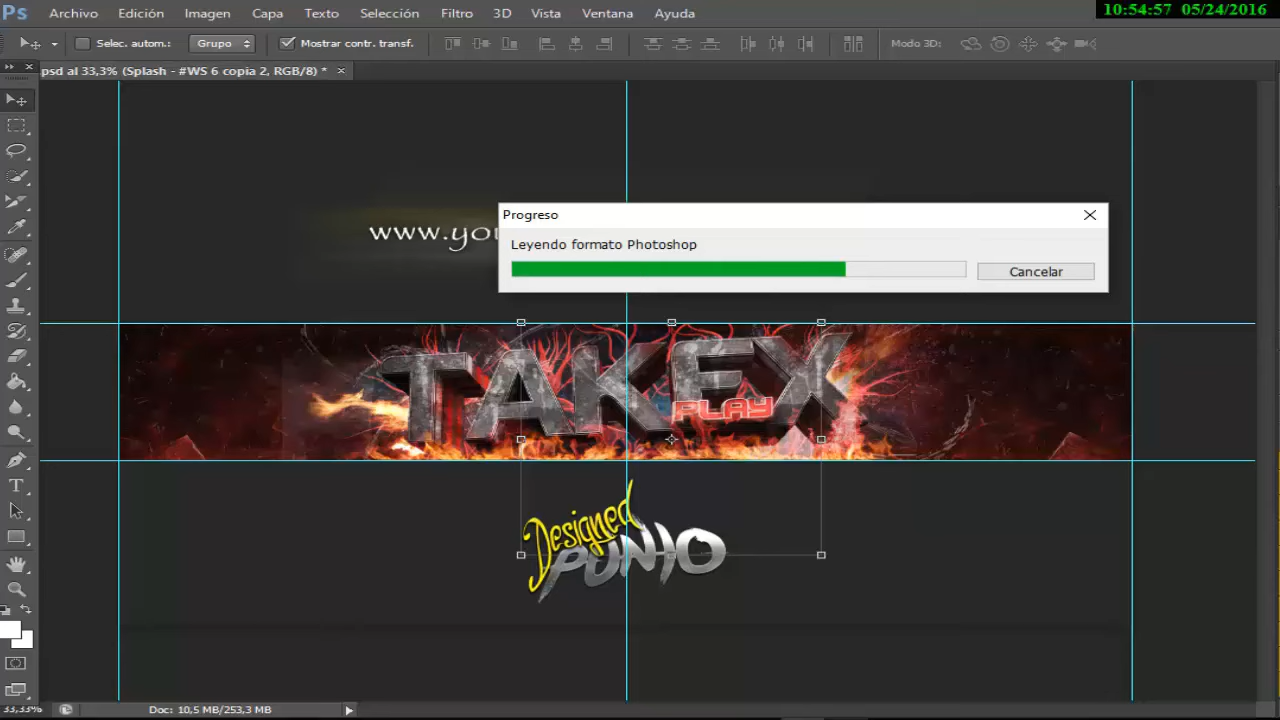 Ps Archivo Edición Imagen Capa Texto Selección Filtro 3D Vista Ventana Ayuda 10:54:57 05/24/2016
Selec. autom.: Grupo Mostrar contr. transf. Modo 3D:
psd al 33,3% (Splash - #WS 6 copia 2, RGB/8) * ×
Progreso
www.you
Leyendo formato Photoshop
Cancelar
TAKEX
PLAY
Designed
PUNIO
33,33% Doc: 10,5 MB/253,3 MB